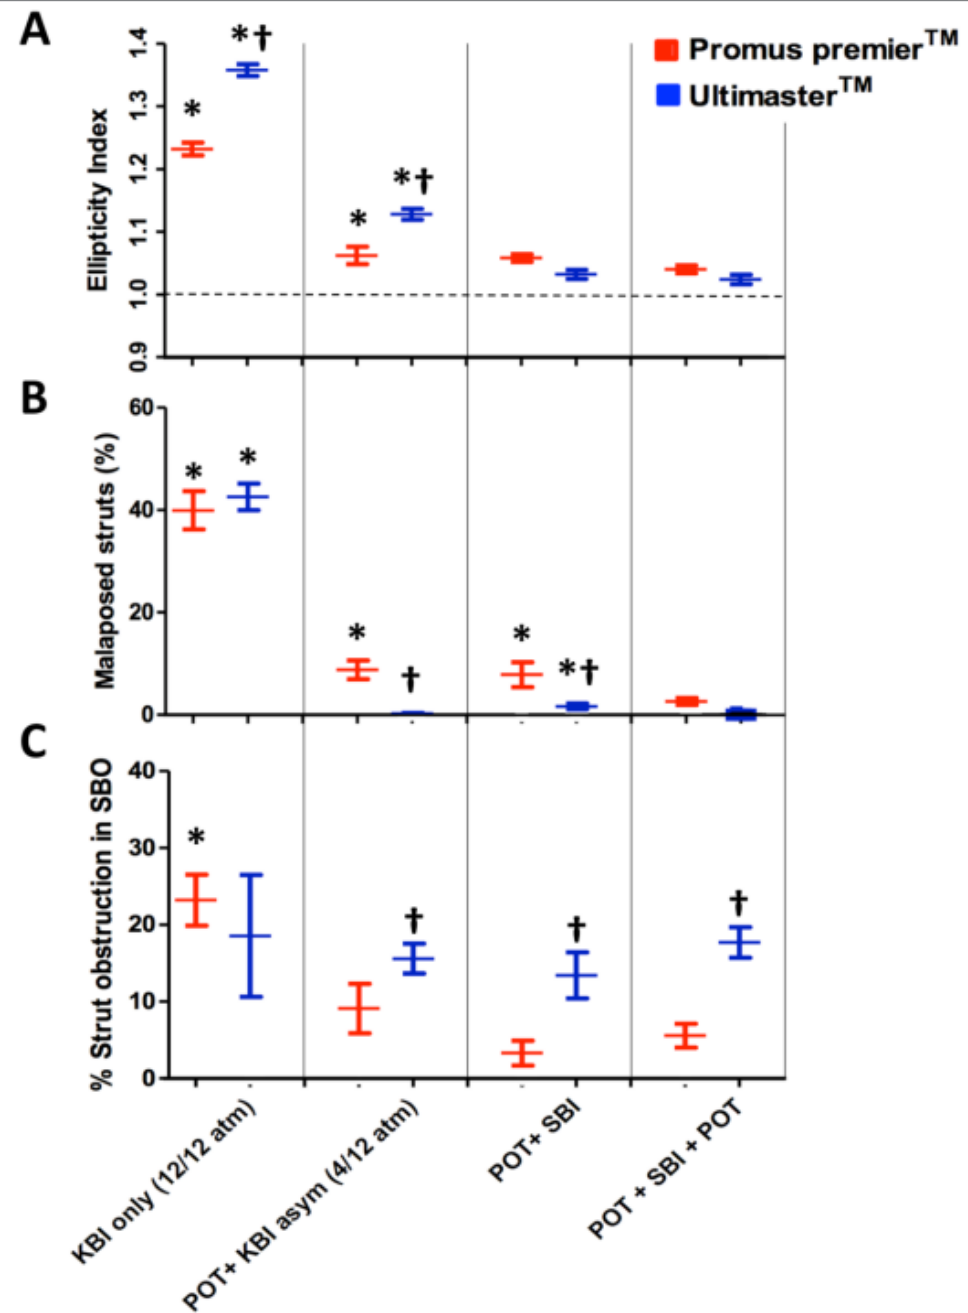 A
Ellipticity Index
1.4
1.3
1.2
1.1
1.0
0.9
*
*†
*
*†
Promus premier™
Ultimaster™
B
Malaposed struts (%)
60
40
20
0
*
*
*
†
*
*†
C
% Strut obstruction in SBO
40
30
20
10
0
*
†
†
†
KBI only (12/12 atm)
POT+ KBI asym (4/12 atm)
POT+ SBI
POT + SBI + POT